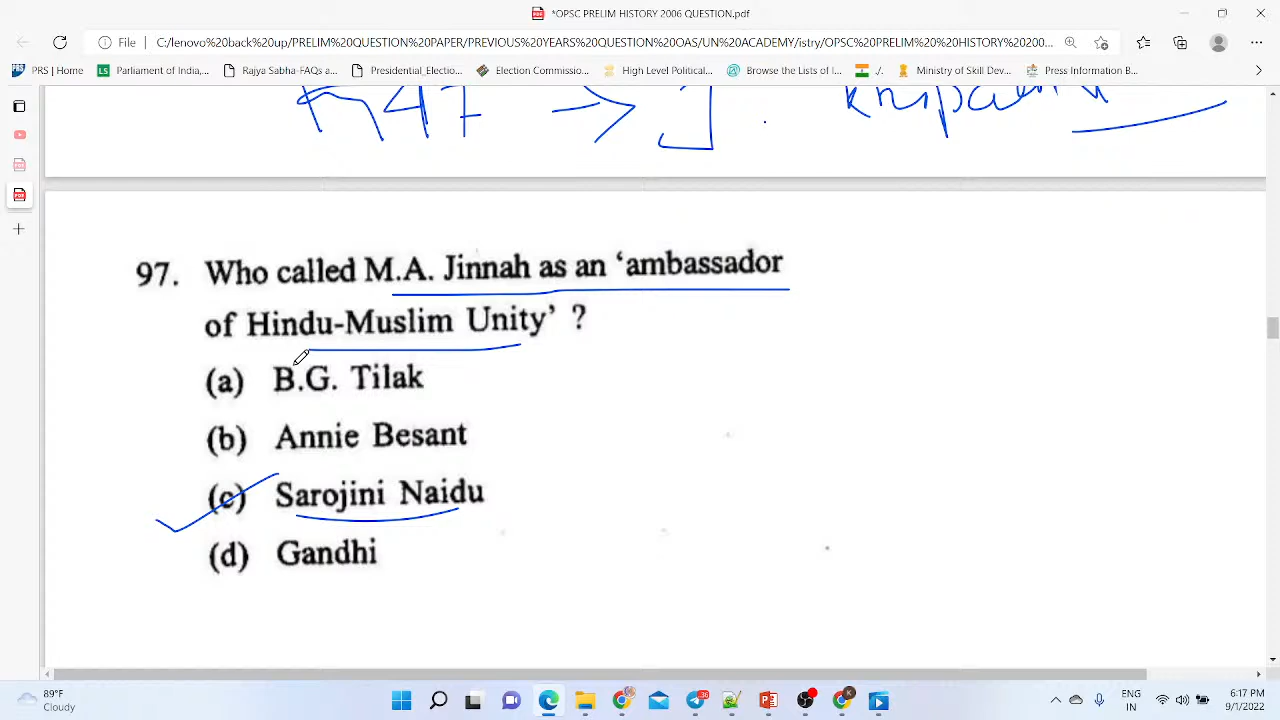 *OPSC PRELIM HISTORY 2006 QUESTION.pdf
File C:/lenovo%20back%20up/PRELIM%20QUESTION%20PAPER/PREVIOUS%20YEARS%20QUESTION%20OAS/UN%20ACADEMY/istry/OPSC%20PRELIM%20%20HISTORY%20200...
PRS | Home Parliament of India,... Rajya Sabha-FAQs a... Presidential_Electio... Election Commissio... High Level Political... Browse the Lists of I... Ministry of Skill Dev... Press Information B...
97. Who called M.A. Jinnah as an ‘ambassador
of Hindu-Muslim Unity’ ?
(a) B.G. Tilak
(b) Annie Besant
(c) Sarojini Naidu
(d) Gandhi
89°F
Cloudy
38
ENG
IN
6:17 PM
9/1/2022